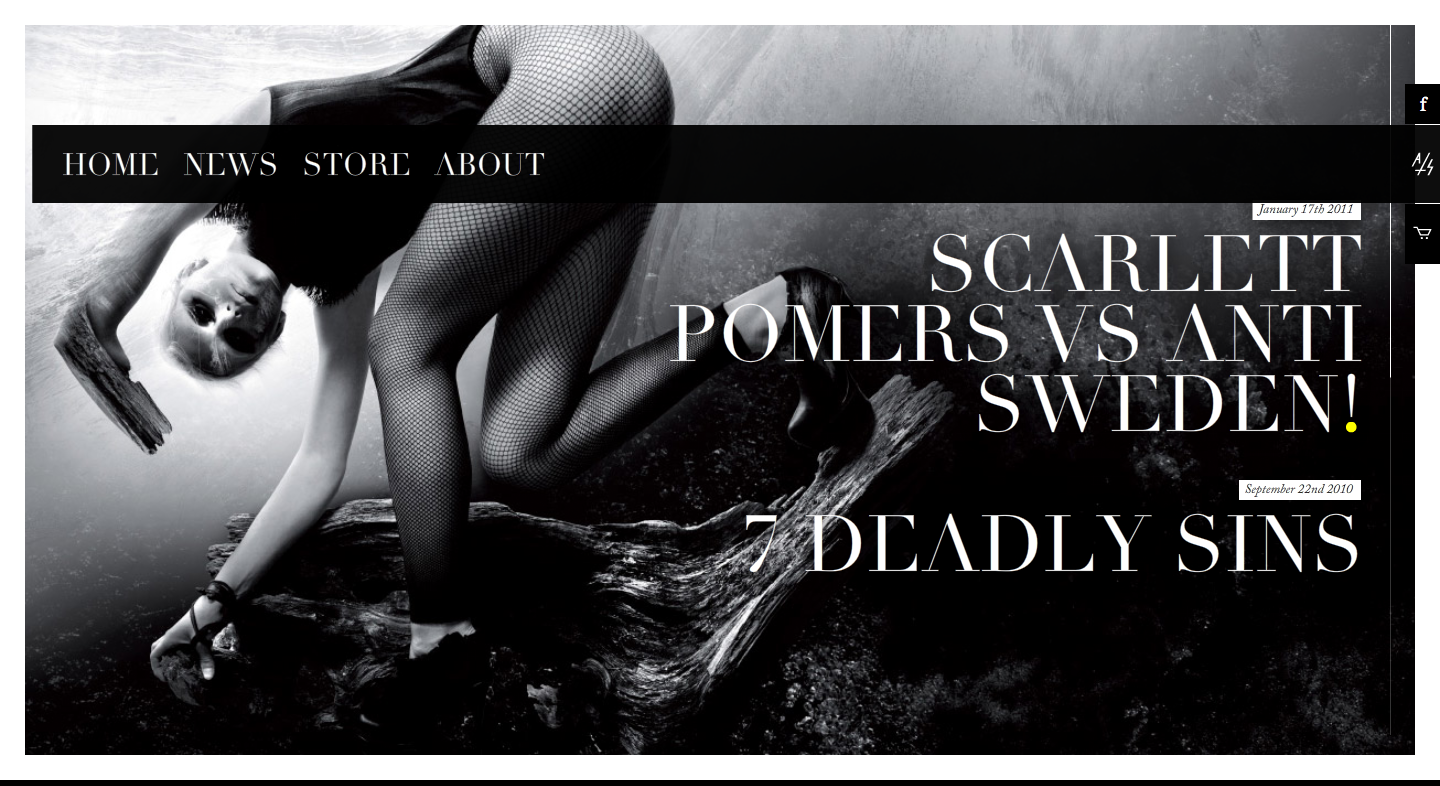 f
HOME NEWS STORE ABOUT
January 17th 2011
SCARLETT
POMERS VS ANTI
SWEDEN!
September 22nd 2010
7 DEADLY SINS